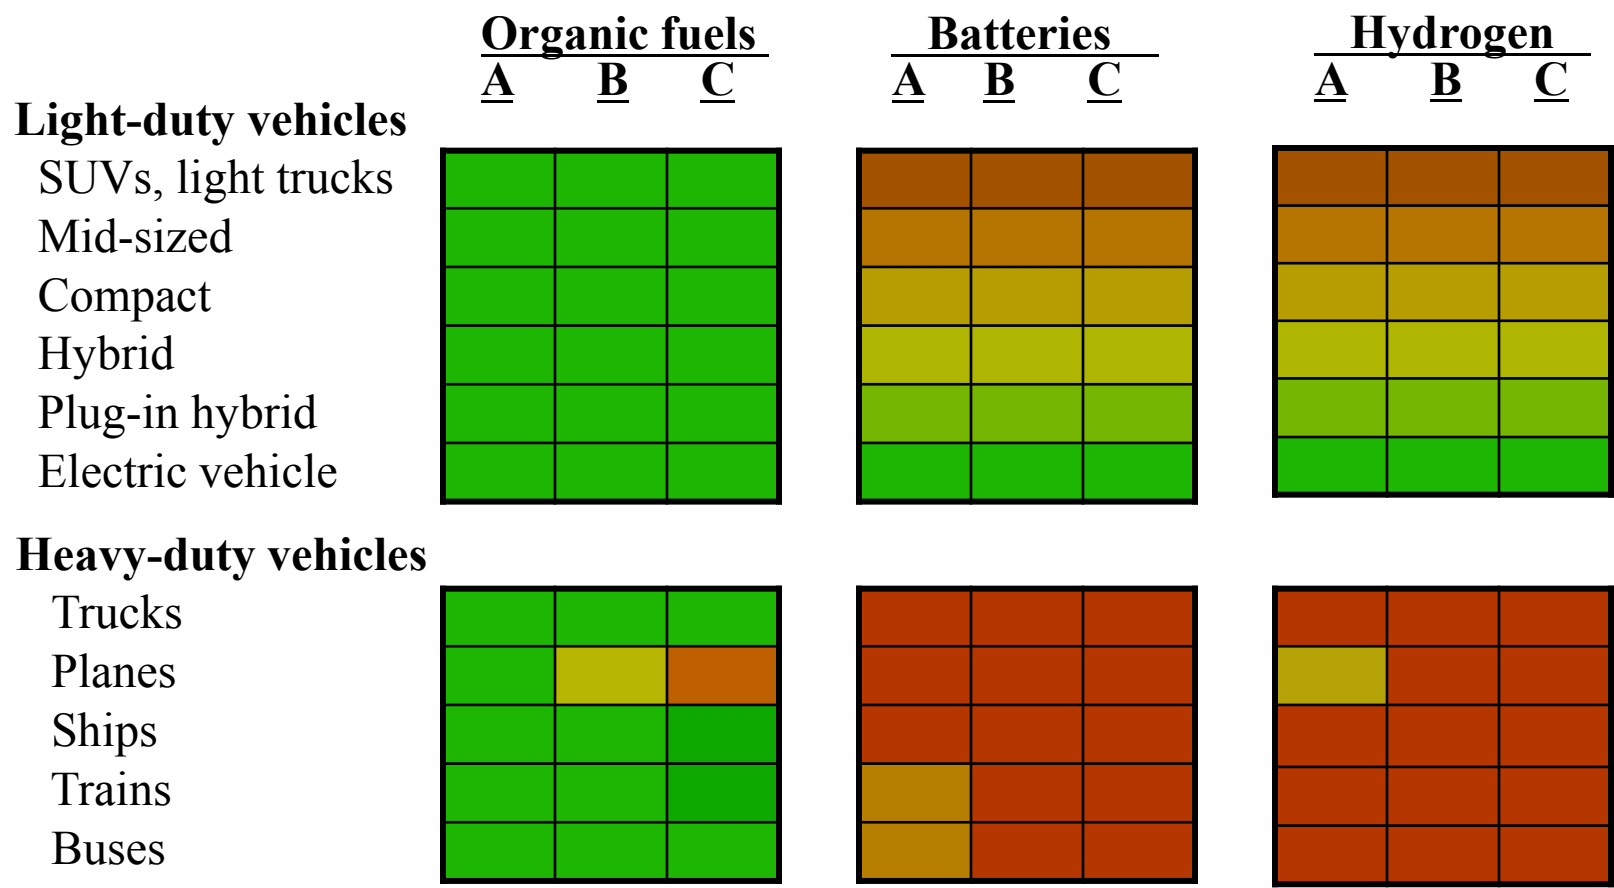 Organic fuels Batteries Hydrogen
A B C A B C A B C
Light-duty vehicles
SUVs, light trucks
Mid-sized
Compact
Hybrid
Plug-in hybrid
Electric vehicle
Heavy-duty vehicles
Trucks
Planes
Ships
Trains
Buses